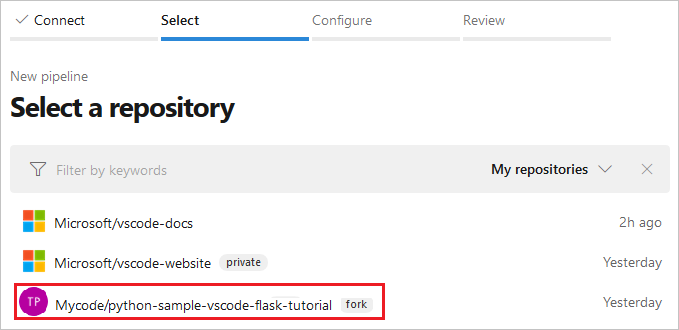 Connect Select Configure Review
New pipeline
Select a repository
Filter by keywords My repositories
Microsoft/vscode-docs 2h ago
Microsoft/vscode-website private Yesterday
TP Mycode/python-sample-vscode-flask-tutorial fork Yesterday